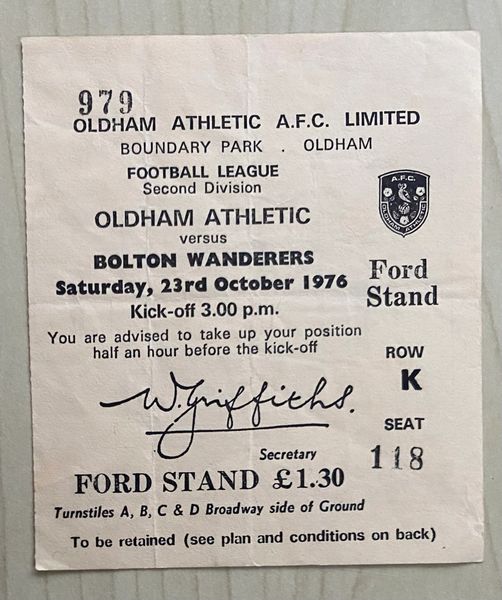 979
OLDHAM ATHLETIC A.F.C. LIMITED
BOUNDARY PARK . OLDHAM
FOOTBALL LEAGUE
Second Division
A.F.C.
OLDHAM ATHLETIC
OLDHAM ATHLETIC
versus
BOLTON WANDERERS
Saturday, 23rd October 1976
Kick-off 3.00 p.m.
Ford
Stand
You are advised to take up your position
half an hour before the kick-off
ROW
K
W. Griffiths.
SEAT
118
Secretary
FORD STAND £1.30
Turnstiles A, B, C & D Broadway side of Ground
To be retained (see plan and conditions on back)